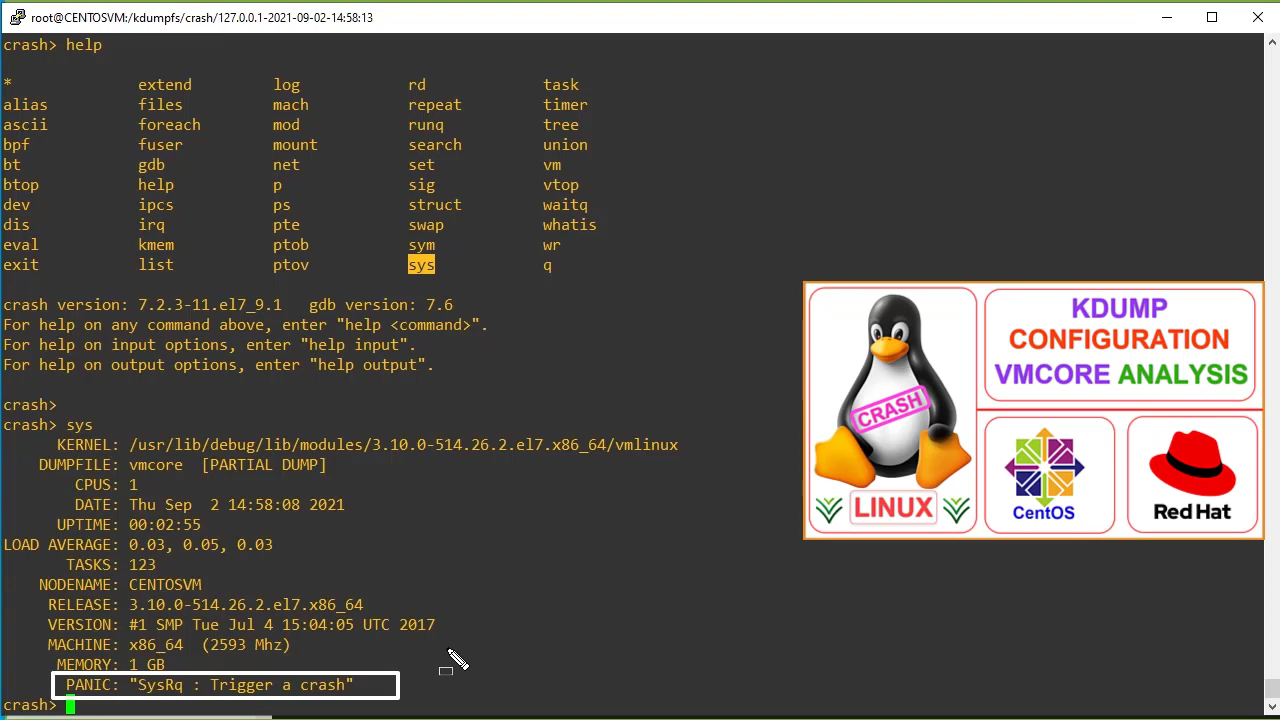 root@CENTOSVM:/kdumpfs/crash/127.0.0.1-2021-09-02-14:58:13
crash> help
* extend log rd task
alias files mach repeat timer
ascii foreach mod runq tree
bpf fuser mount search union
bt gdb net set vm
btop help p sig vtop
dev ipcs ps struct waitq
dis irq pte swap whatis
eval kmem ptob sym wr
exit list ptov sys q
crash version: 7.2.3-11.el7_9.1 gdb version: 7.6
For help on any command above, enter "help <command>".
For help on input options, enter "help input".
For help on output options, enter "help output".
crash>
crash> sys
KERNEL: /usr/lib/debug/lib/modules/3.10.0-514.26.2.el7.x86_64/vmlinux
DUMPFILE: vmcore [PARTIAL DUMP]
CPUS: 1
DATE: Thu Sep 2 14:58:08 2021
UPTIME: 00:02:55
LOAD AVERAGE: 0.03, 0.05, 0.03
TASKS: 123
NODENAME: CENTOSVM
RELEASE: 3.10.0-514.26.2.el7.x86_64
VERSION: #1 SMP Tue Jul 4 15:04:05 UTC 2017
MACHINE: x86_64 (2593 Mhz)
MEMORY: 1 GB
PANIC: "SysRq : Trigger a crash"
crash>
CRASH
LINUX
KDUMP
CONFIGURATION
VMCORE ANALYSIS
CentOS
Red Hat